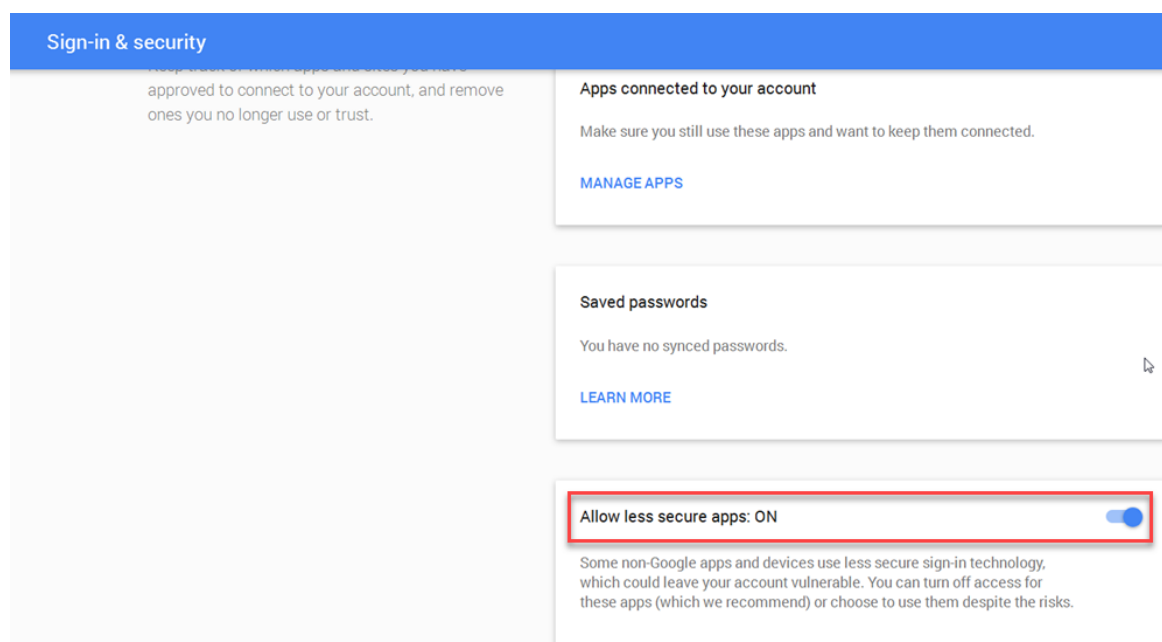 Sign-in & security
approved to connect to your account, and remove
ones you no longer use or trust.
Apps connected to your account
Make sure you still use these apps and want to keep them connected.
MANAGE APPS
Saved passwords
You have no synced passwords.
LEARN MORE
Allow less secure apps: ON
Some non-Google apps and devices use less secure sign-in technology,
which could leave your account vulnerable. You can turn off access for
these apps (which we recommend) or choose to use them despite the risks.